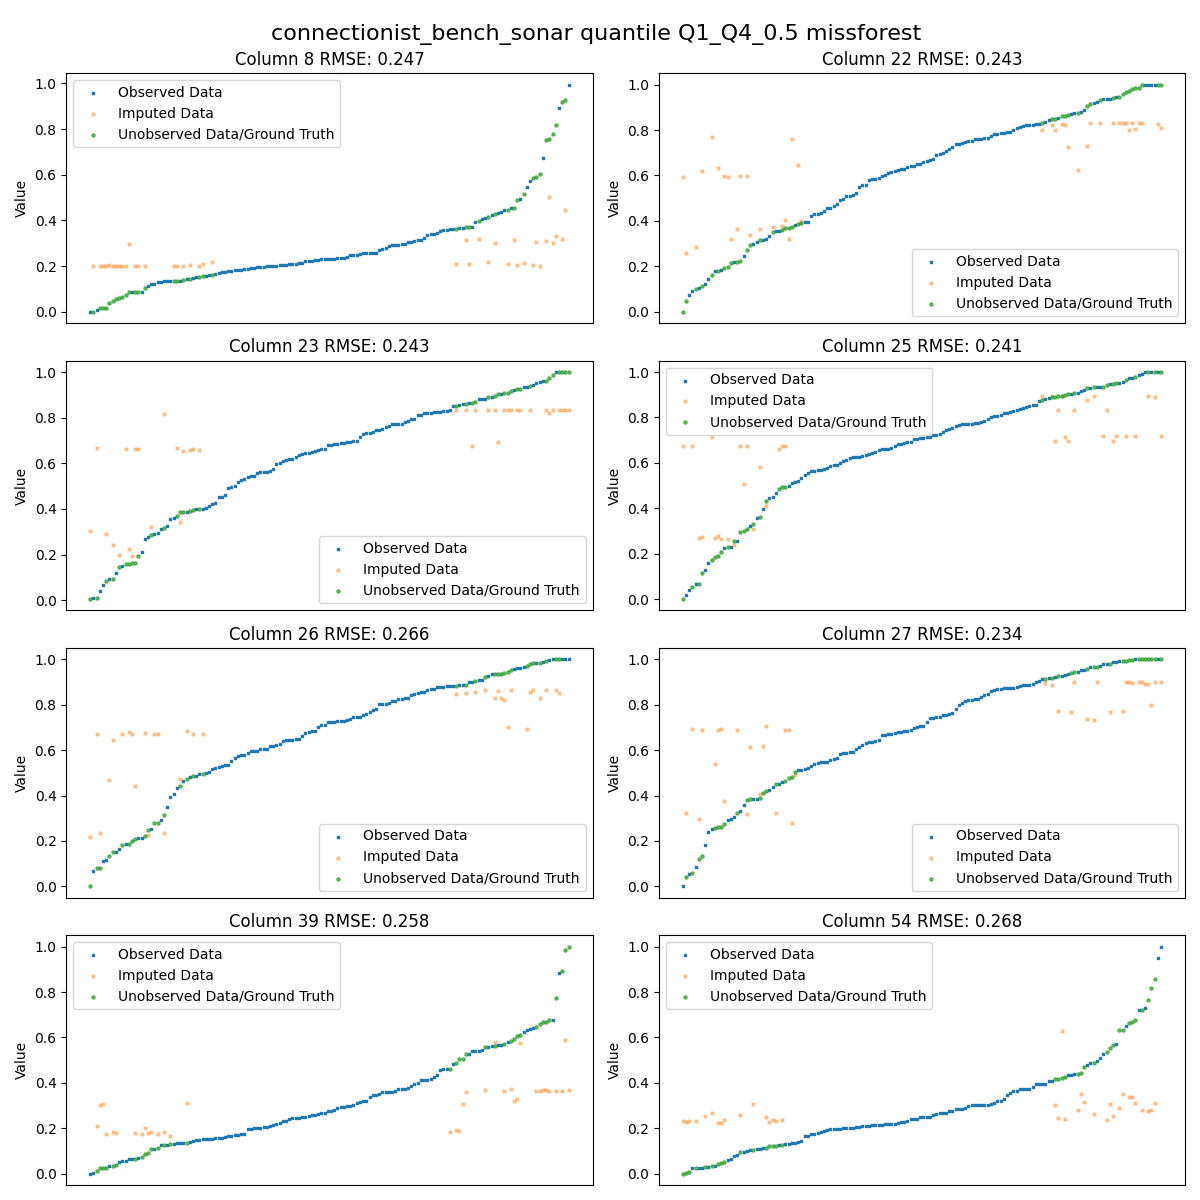 connectionist_bench_sonar quantile Q1_Q4_0.5 missforest
Column 8 RMSE: 0.247
Value
1.0
0.8
0.6
0.4
0.2
0.0
Observed Data
Imputed Data
Unobserved Data/Ground Truth
Column 22 RMSE: 0.243
Value
1.0
0.8
0.6
0.4
0.2
0.0
Observed Data
Imputed Data
Unobserved Data/Ground Truth
Column 23 RMSE: 0.243
Value
1.0
0.8
0.6
0.4
0.2
0.0
Observed Data
Imputed Data
Unobserved Data/Ground Truth
Column 25 RMSE: 0.241
Value
1.0
0.8
0.6
0.4
0.2
0.0
Observed Data
Imputed Data
Unobserved Data/Ground Truth
Column 26 RMSE: 0.266
Value
1.0
0.8
0.6
0.4
0.2
0.0
Observed Data
Imputed Data
Unobserved Data/Ground Truth
Column 27 RMSE: 0.234
Value
1.0
0.8
0.6
0.4
0.2
0.0
Observed Data
Imputed Data
Unobserved Data/Ground Truth
Column 39 RMSE: 0.258
Value
1.0
0.8
0.6
0.4
0.2
0.0
Observed Data
Imputed Data
Unobserved Data/Ground Truth
Column 54 RMSE: 0.268
Value
1.0
0.8
0.6
0.4
0.2
0.0
Observed Data
Imputed Data
Unobserved Data/Ground Truth